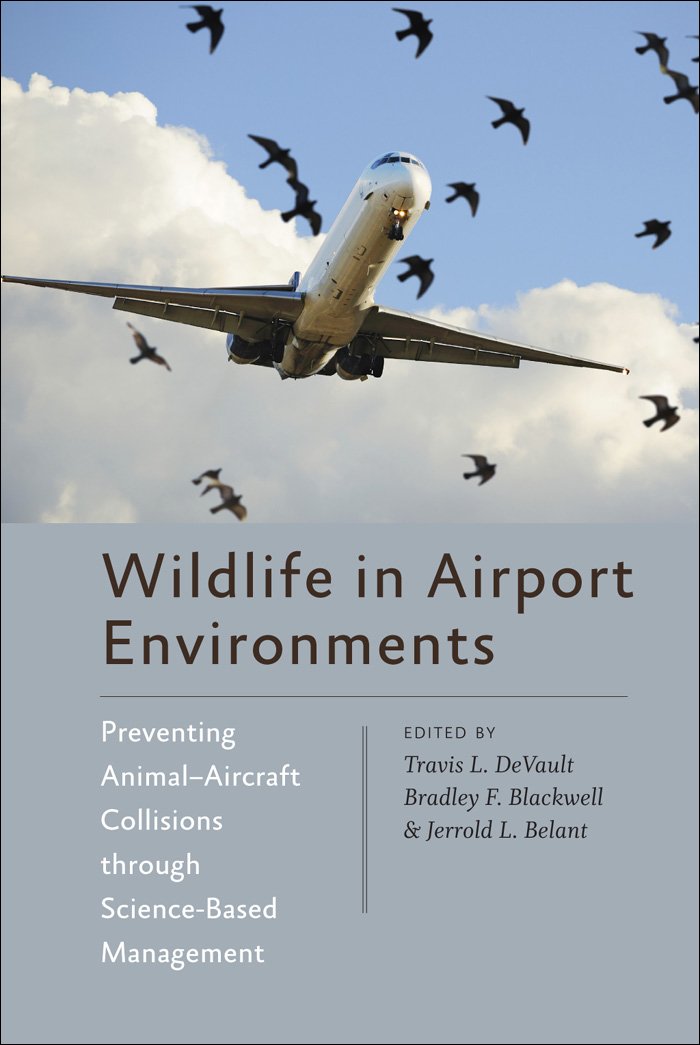 Wildlife in Airport
Environments
Preventing
Animal–Aircraft
Collisions
through
Science-Based
Management
EDITED BY
Travis L. DeVault
Bradley F. Blackwell
& Jerrold L. Belant